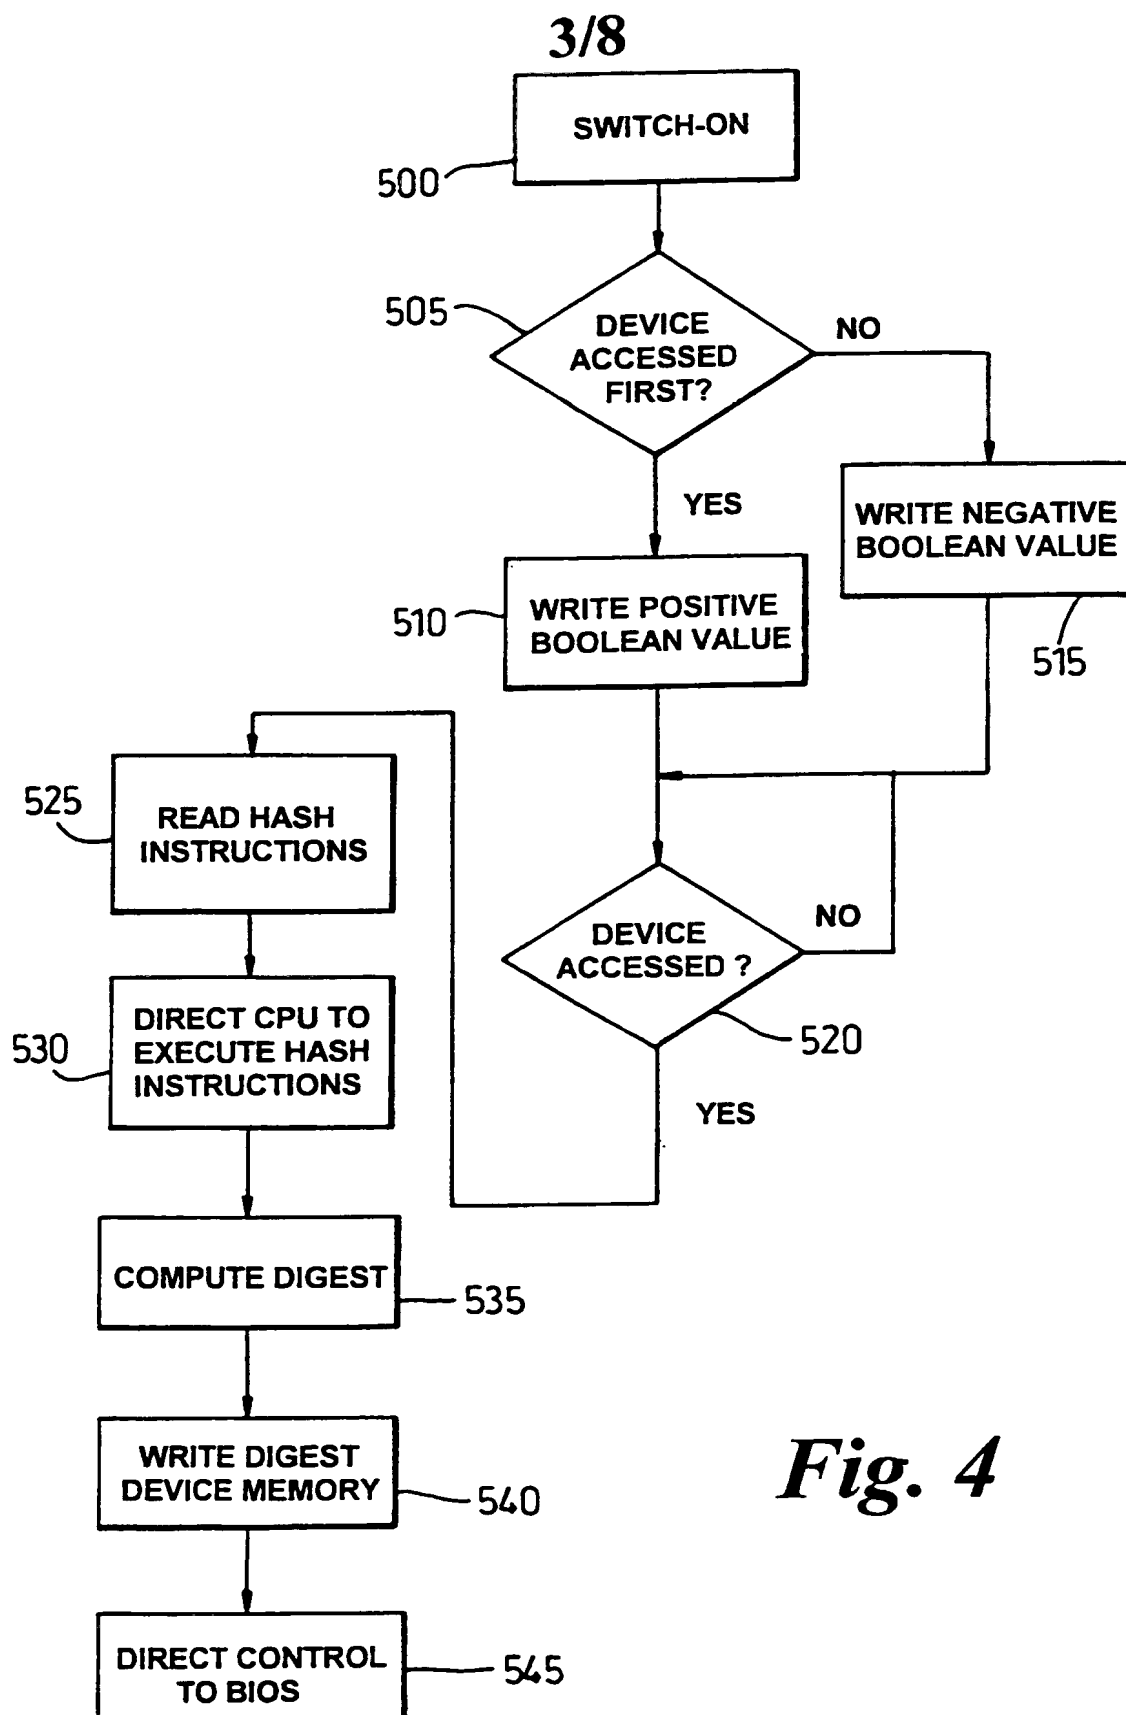 3/8
SWITCH-ON
500
505
DEVICE
ACCESSED
FIRST?
NO
YES
WRITE NEGATIVE
BOOLEAN VALUE
515
510
WRITE POSITIVE
BOOLEAN VALUE
525
READ HASH
INSTRUCTIONS
DEVICE
ACCESSED ?
NO
520
YES
530
DIRECT CPU TO
EXECUTE HASH
INSTRUCTIONS
COMPUTE DIGEST
535
WRITE DIGEST
DEVICE MEMORY
540
DIRECT CONTROL
TO BIOS
545
Fig. 4